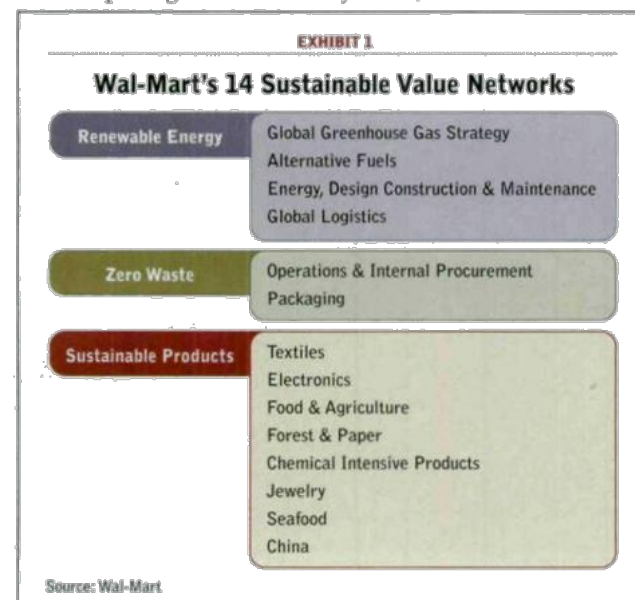 EXHIBIT 1
Wal-Mart's 14 Sustainable Value Networks
Renewable Energy
Global Greenhouse Gas Strategy
Alternative Fuels
Energy, Design Construction & Maintenance
Global Logistics
Zero Waste
Operations & Internal Procurement
Packaging
Sustainable Products
Textiles
Electronics
Food & Agriculture
Forest & Paper
Chemical Intensive Products
Jewelry
Seafood
China
Source: Wal-Mart